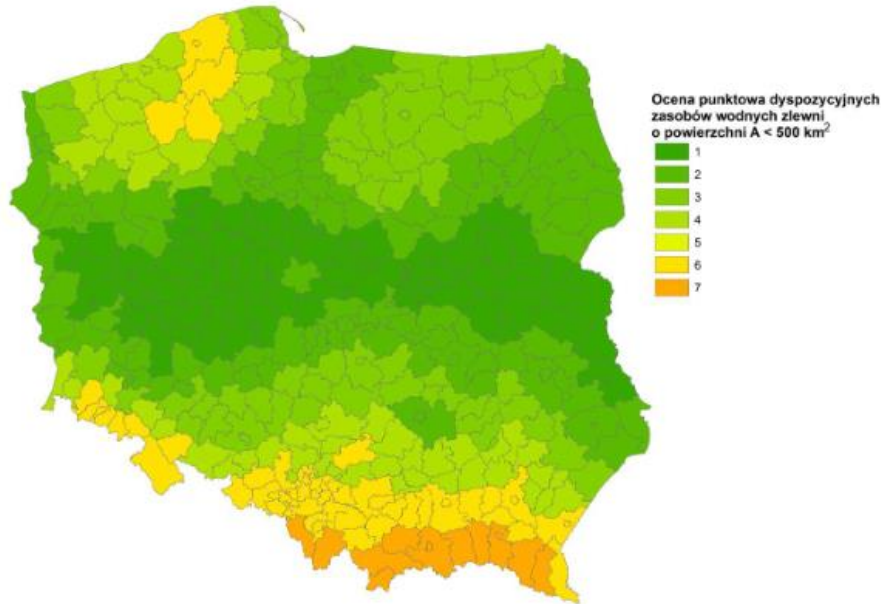 Ocena punktowa dyspozycyjnych
zasobów wodnych zlewni
o powierzchni A < 500 km²
1
2
3
4
5
6
7